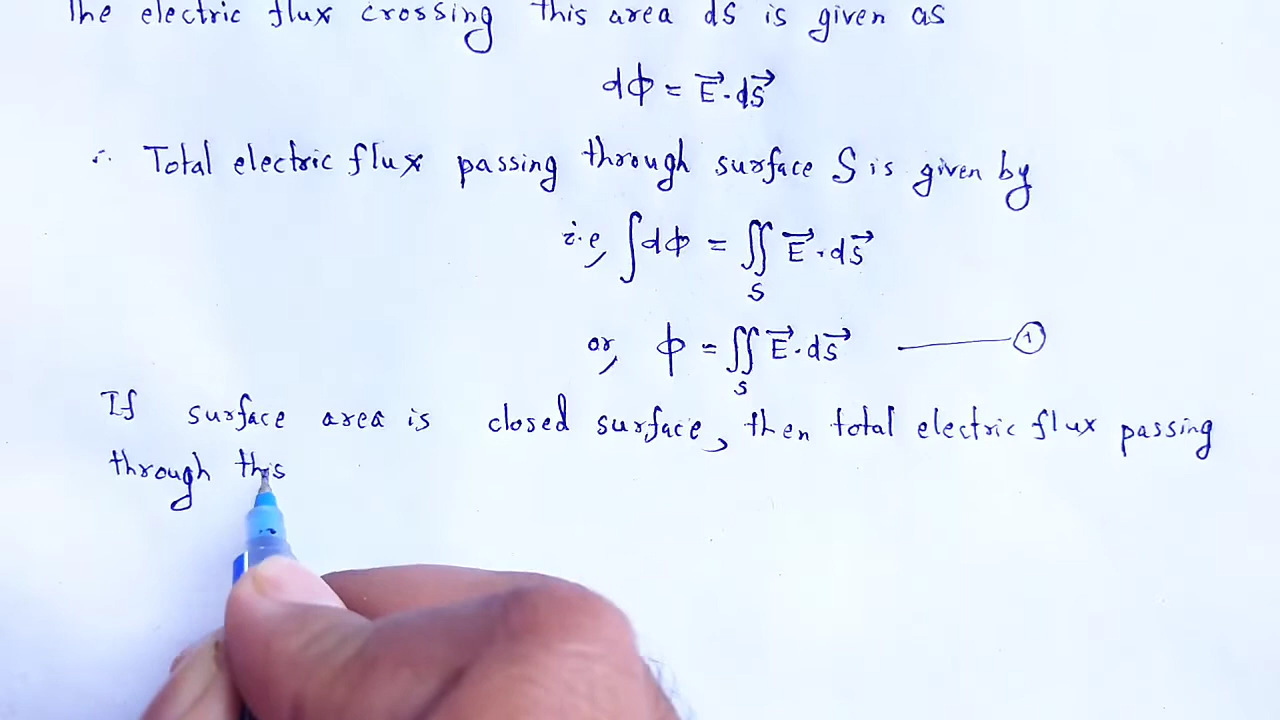 The electric flux crossing this area ds is given as
dϕ = E⃗.dS⃗
∴ Total electric flux passing through surface S is given by
i.e, ∫dϕ = ∬_S E⃗.dS⃗
or, ϕ = ∬_S E⃗.dS⃗ ——— ①
If surface area is closed surface, then total electric flux passing
through this